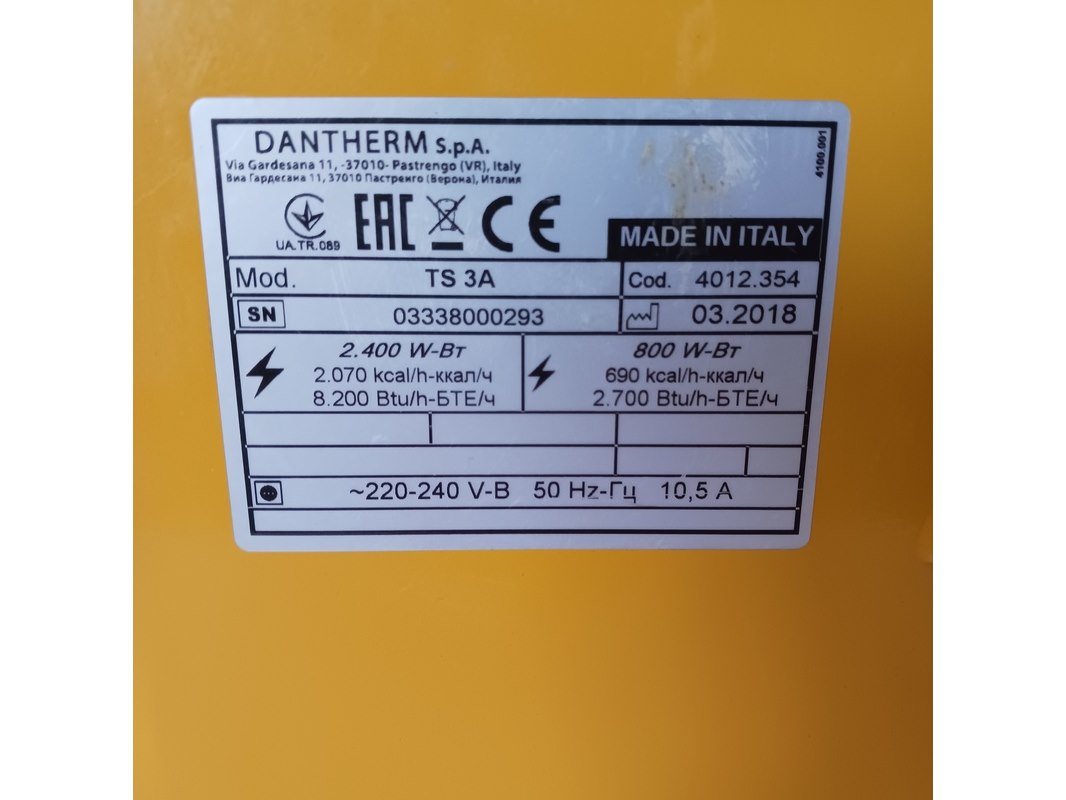 DANTHERM S.p.A.
Via Gardesana 11, -37010- Pastrengo (VR), Italy
Виа Гардесана 11, 37010 Пастренго (Верона), Италия
4100.001
UA.TR.089
EAC
CE
MADE IN ITALY
Mod. TS 3A Cod. 4012.354
SN 03338000293 03.2018
2.400 W-Вт 800 W-Вт
2.070 kcal/h-ккал/ч 690 kcal/h-ккал/ч
8.200 Btu/h-БТЕ/ч 2.700 Btu/h-БТЕ/ч
~220-240 V-В 50 Hz-Гц 10,5 A